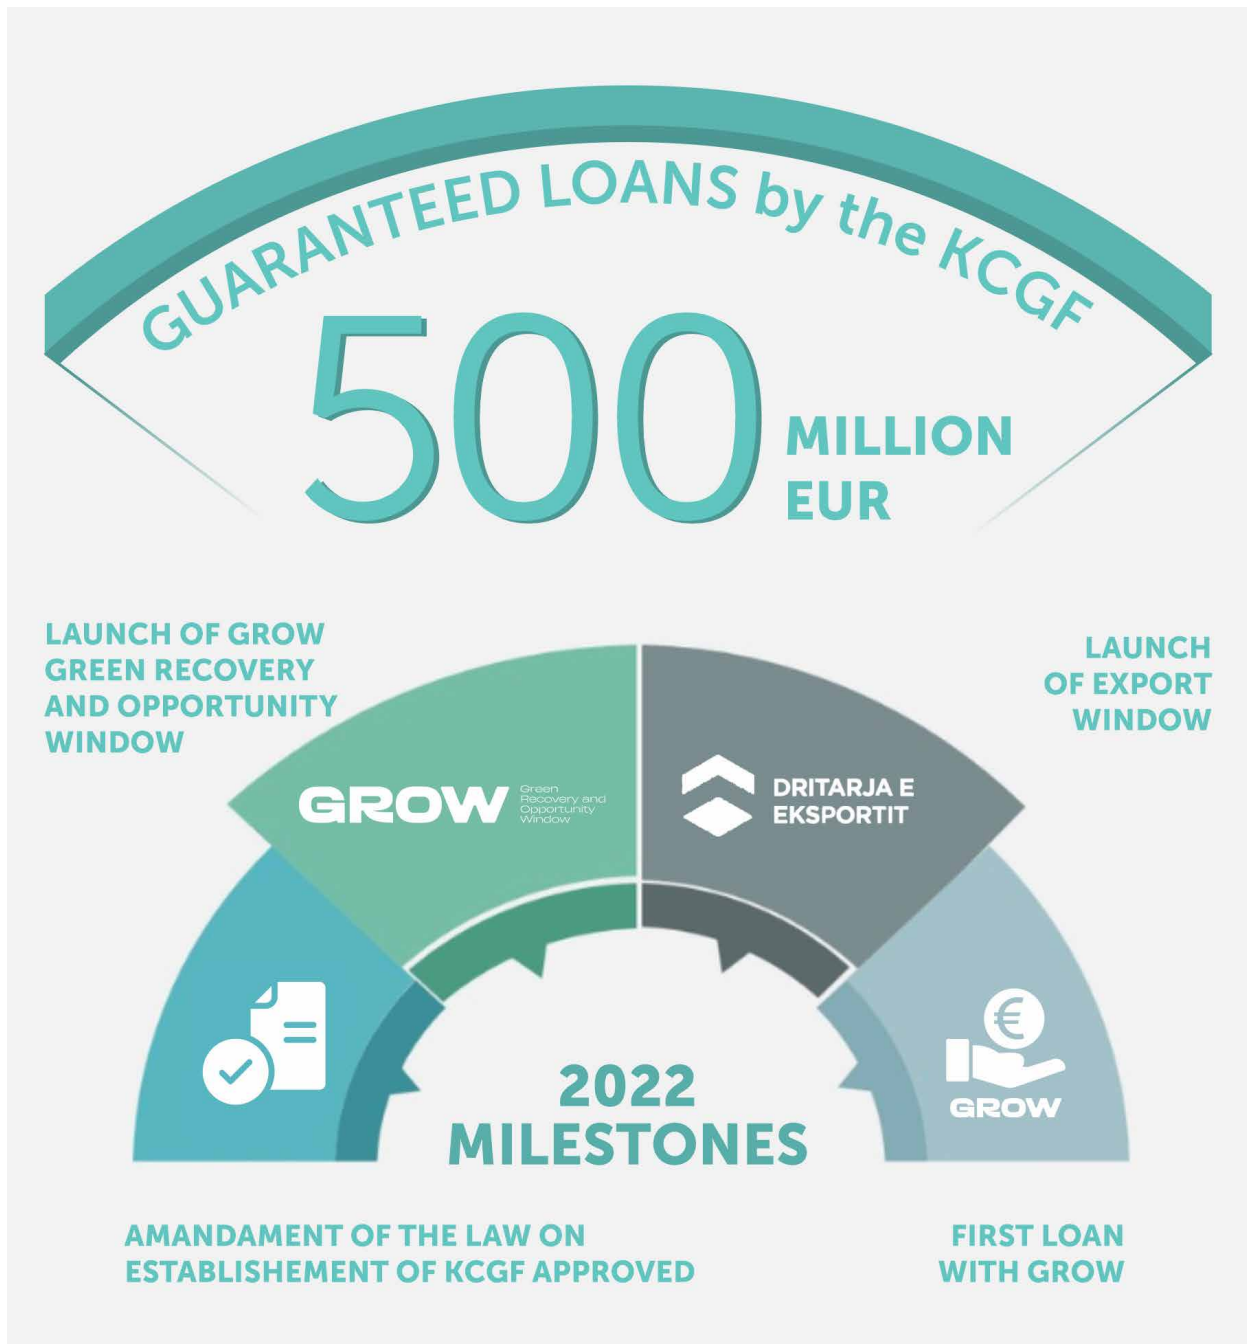 GUARANTEED LOANS by the KCGF
500
MILLION
EUR
LAUNCH OF GROW
GREEN RECOVERY
AND OPPORTUNITY
WINDOW
LAUNCH
OF EXPORT
WINDOW
GROW
Green
Recovery and
Opportunity
Window
DRITARJA E
EKSPORTIT
€
GROW
2022
MILESTONES
AMANDAMENT OF THE LAW ON
ESTABLISHEMENT OF KCGF APPROVED
FIRST LOAN
WITH GROW